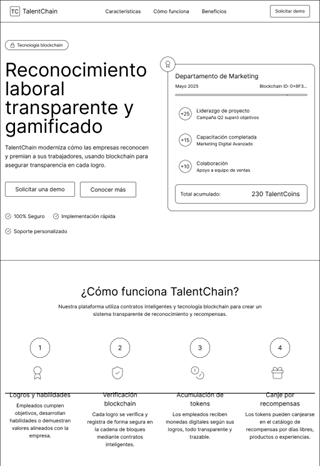 TC TalentChain
Características
Cómo funciona
Beneficios
Solicitar demo
Tecnología blockchain
Reconocimiento
laboral
transparente y
gamificado
TalentChain moderniza cómo las empresas reconocen
y premian a sus trabajadores, usando blockchain para
asegurar transparencia en cada logro.
Solicitar una demo
Conocer más
100% Seguro
Implementación rápida
Soporte personalizado
Departamento de Marketing
Mayo 2025
Blockchain ID: 0x8F3...
+25
Liderazgo de proyecto
Campaña Q2 superó objetivos
+15
Capacitación completada
Marketing Digital Avanzado
+10
Colaboración
Apoyo a equipo de ventas
Total acumulado:
230 TalentCoins
¿Cómo funciona TalentChain?
Nuestra plataforma utiliza contratos inteligentes y tecnología blockchain para crear un
sistema transparente de reconocimiento y recompensas.
1
Logros y habilidades
Empleados cumplen
objetivos, desarrollan
habilidades o demuestran
valores alineados con la
empresa.
2
Verificación
blockchain
Cada logro se verifica y
registra de forma segura en
la cadena de bloques
mediante contratos
inteligentes.
3
Acumulación de
tokens
Los empleados reciben
monedas digitales según sus
logros, todo transparente y
trazable.
4
Canje por
recompensas
Los tokens pueden canjearse
en el catálogo de
recompensas por días libres,
productos o experiencias.